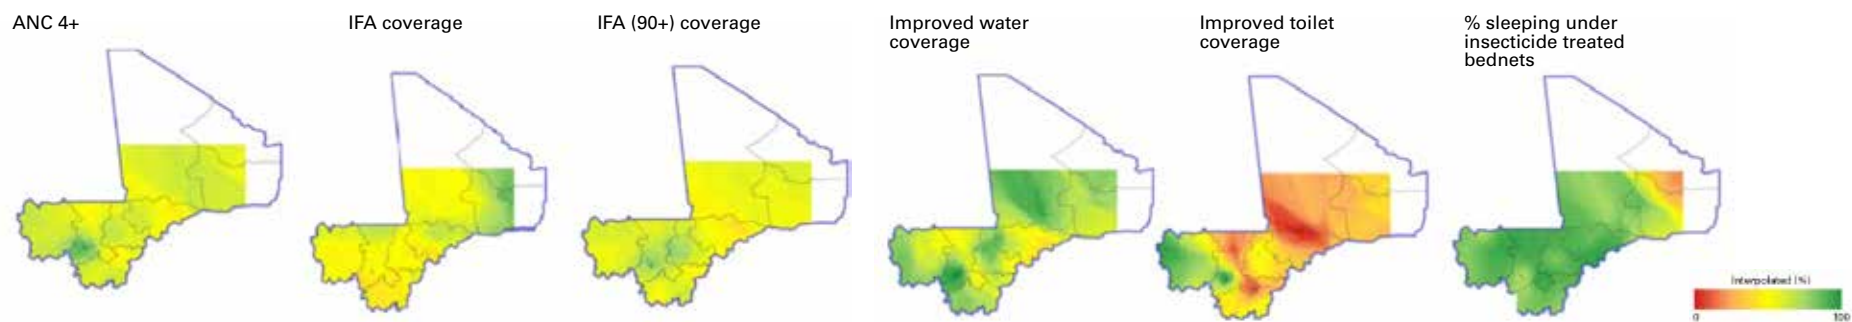 ANC 4+
IFA coverage
IFA (90+) coverage
Improved water
coverage
Improved toilet
coverage
% sleeping under
insecticide treated
bednets
Interpolated (%)
0 100